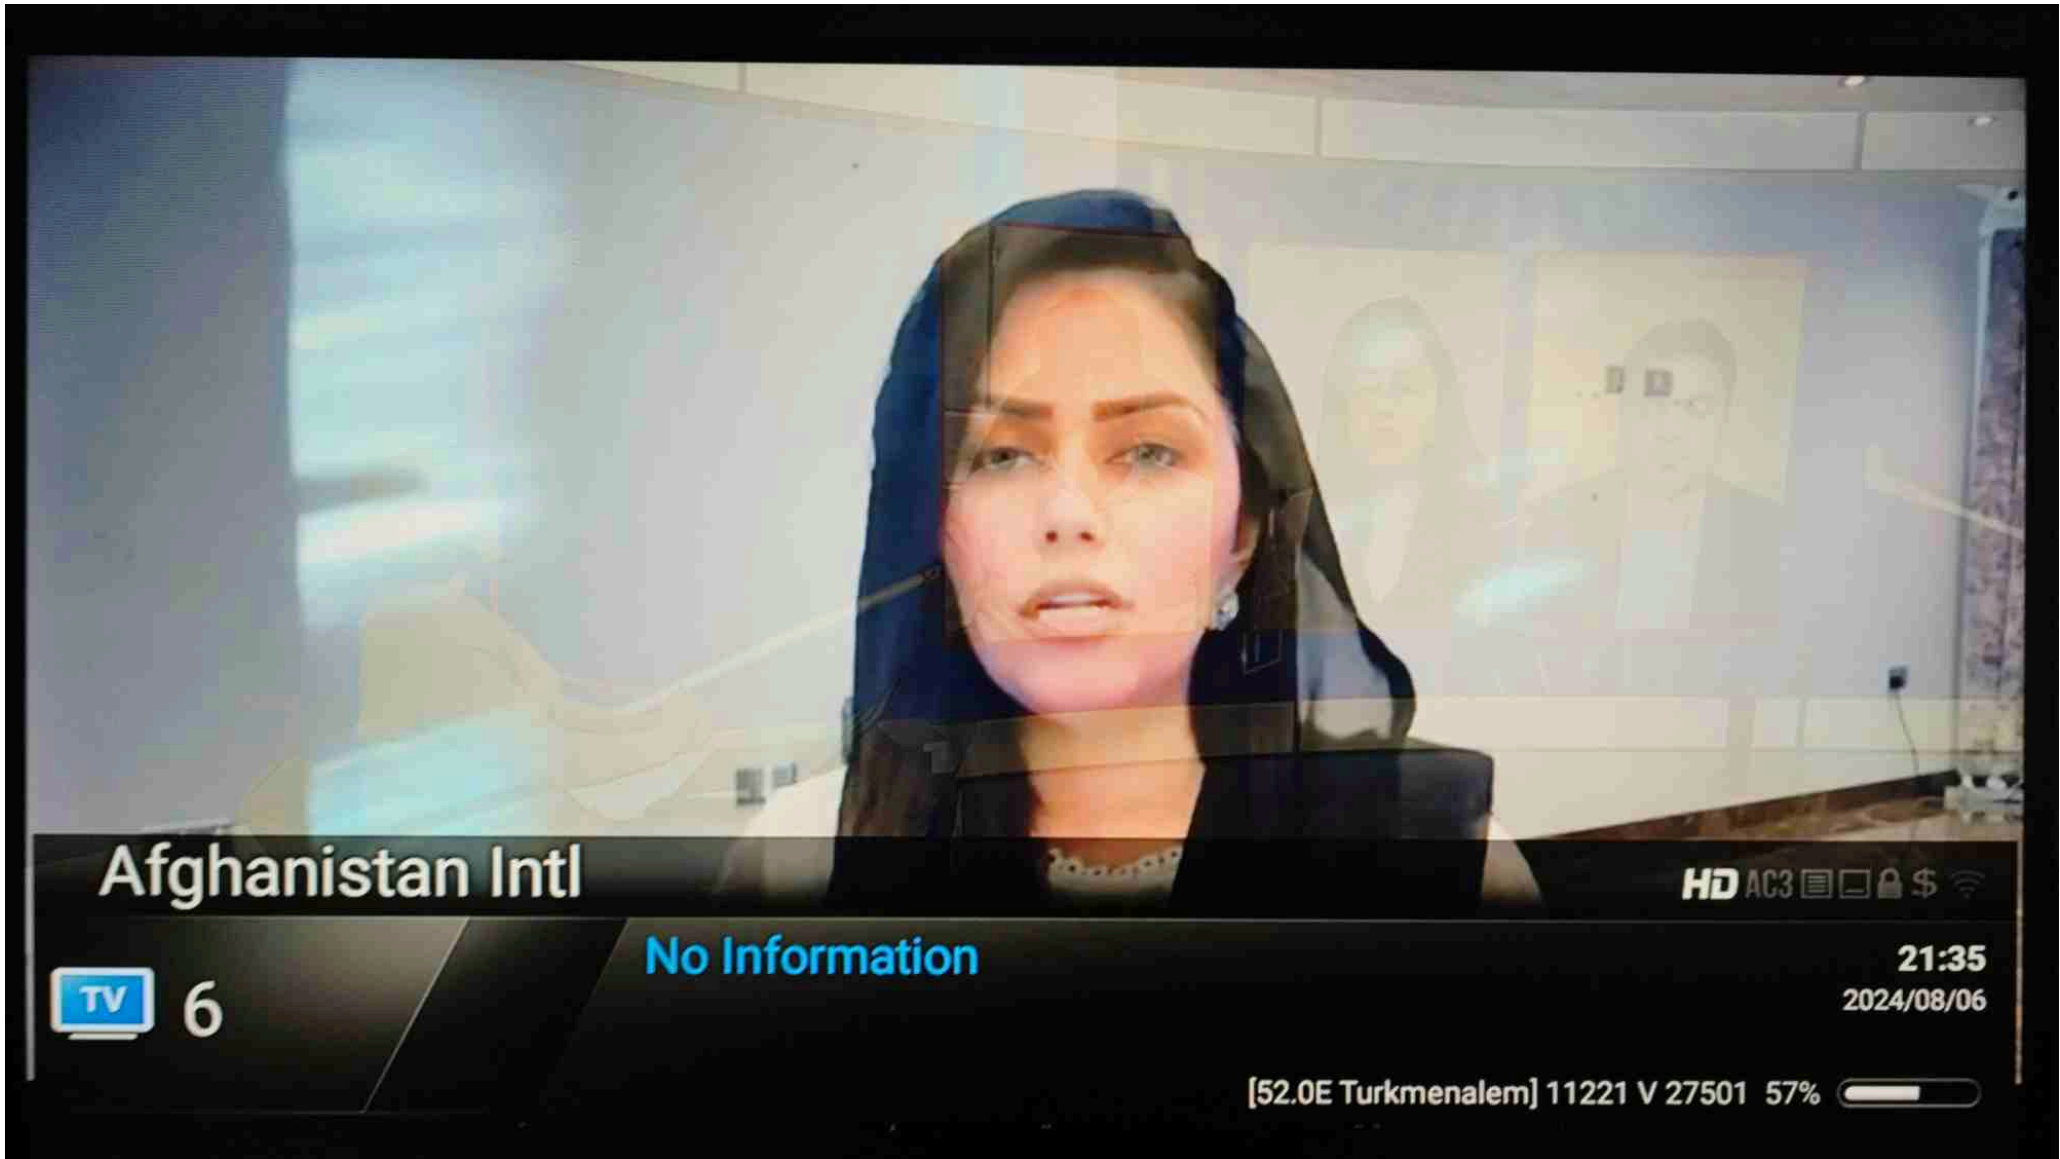 Afghanistan Intl
HD AC3 $
TV 6
No Information
21:35
2024/08/06
[52.0E Turkmenalem] 11221 V 27501 57%